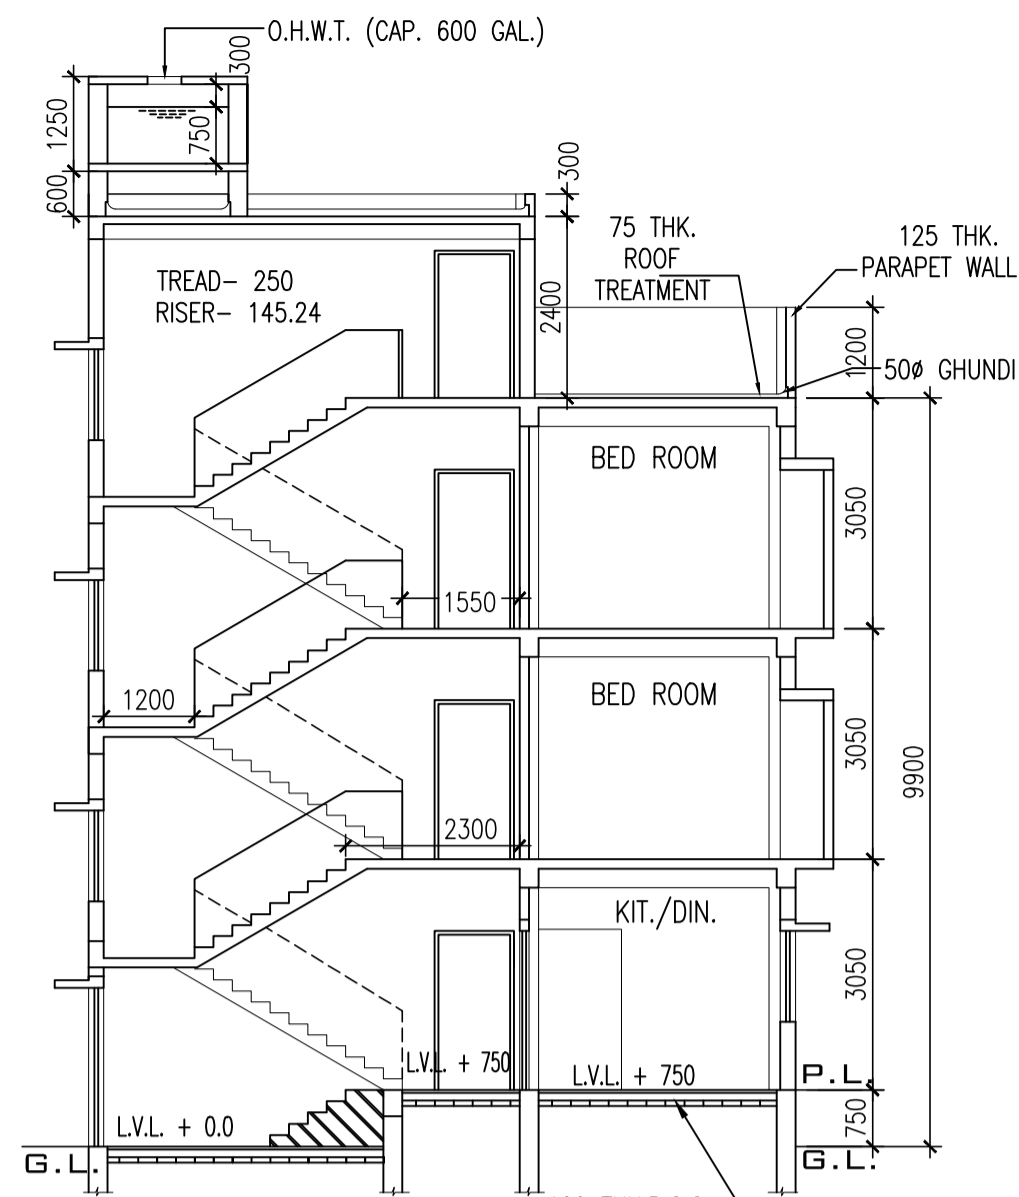 O.H.W.T. (CAP. 600 GAL.)
300
1250
750
600
300
75 THK.
ROOF
TREATMENT
125 THK.
PARAPET WALL
TREAD- 250
RISER- 145.24
2400
1200
50ø GHUNDI
BED ROOM
3050
1550
BED ROOM
1200
3050
9900
2300
KIT./DIN.
3050
L.V.L. + 750
L.V.L. + 750
P.L.
L.V.L. + 0.0
750
G.L.
G.L.